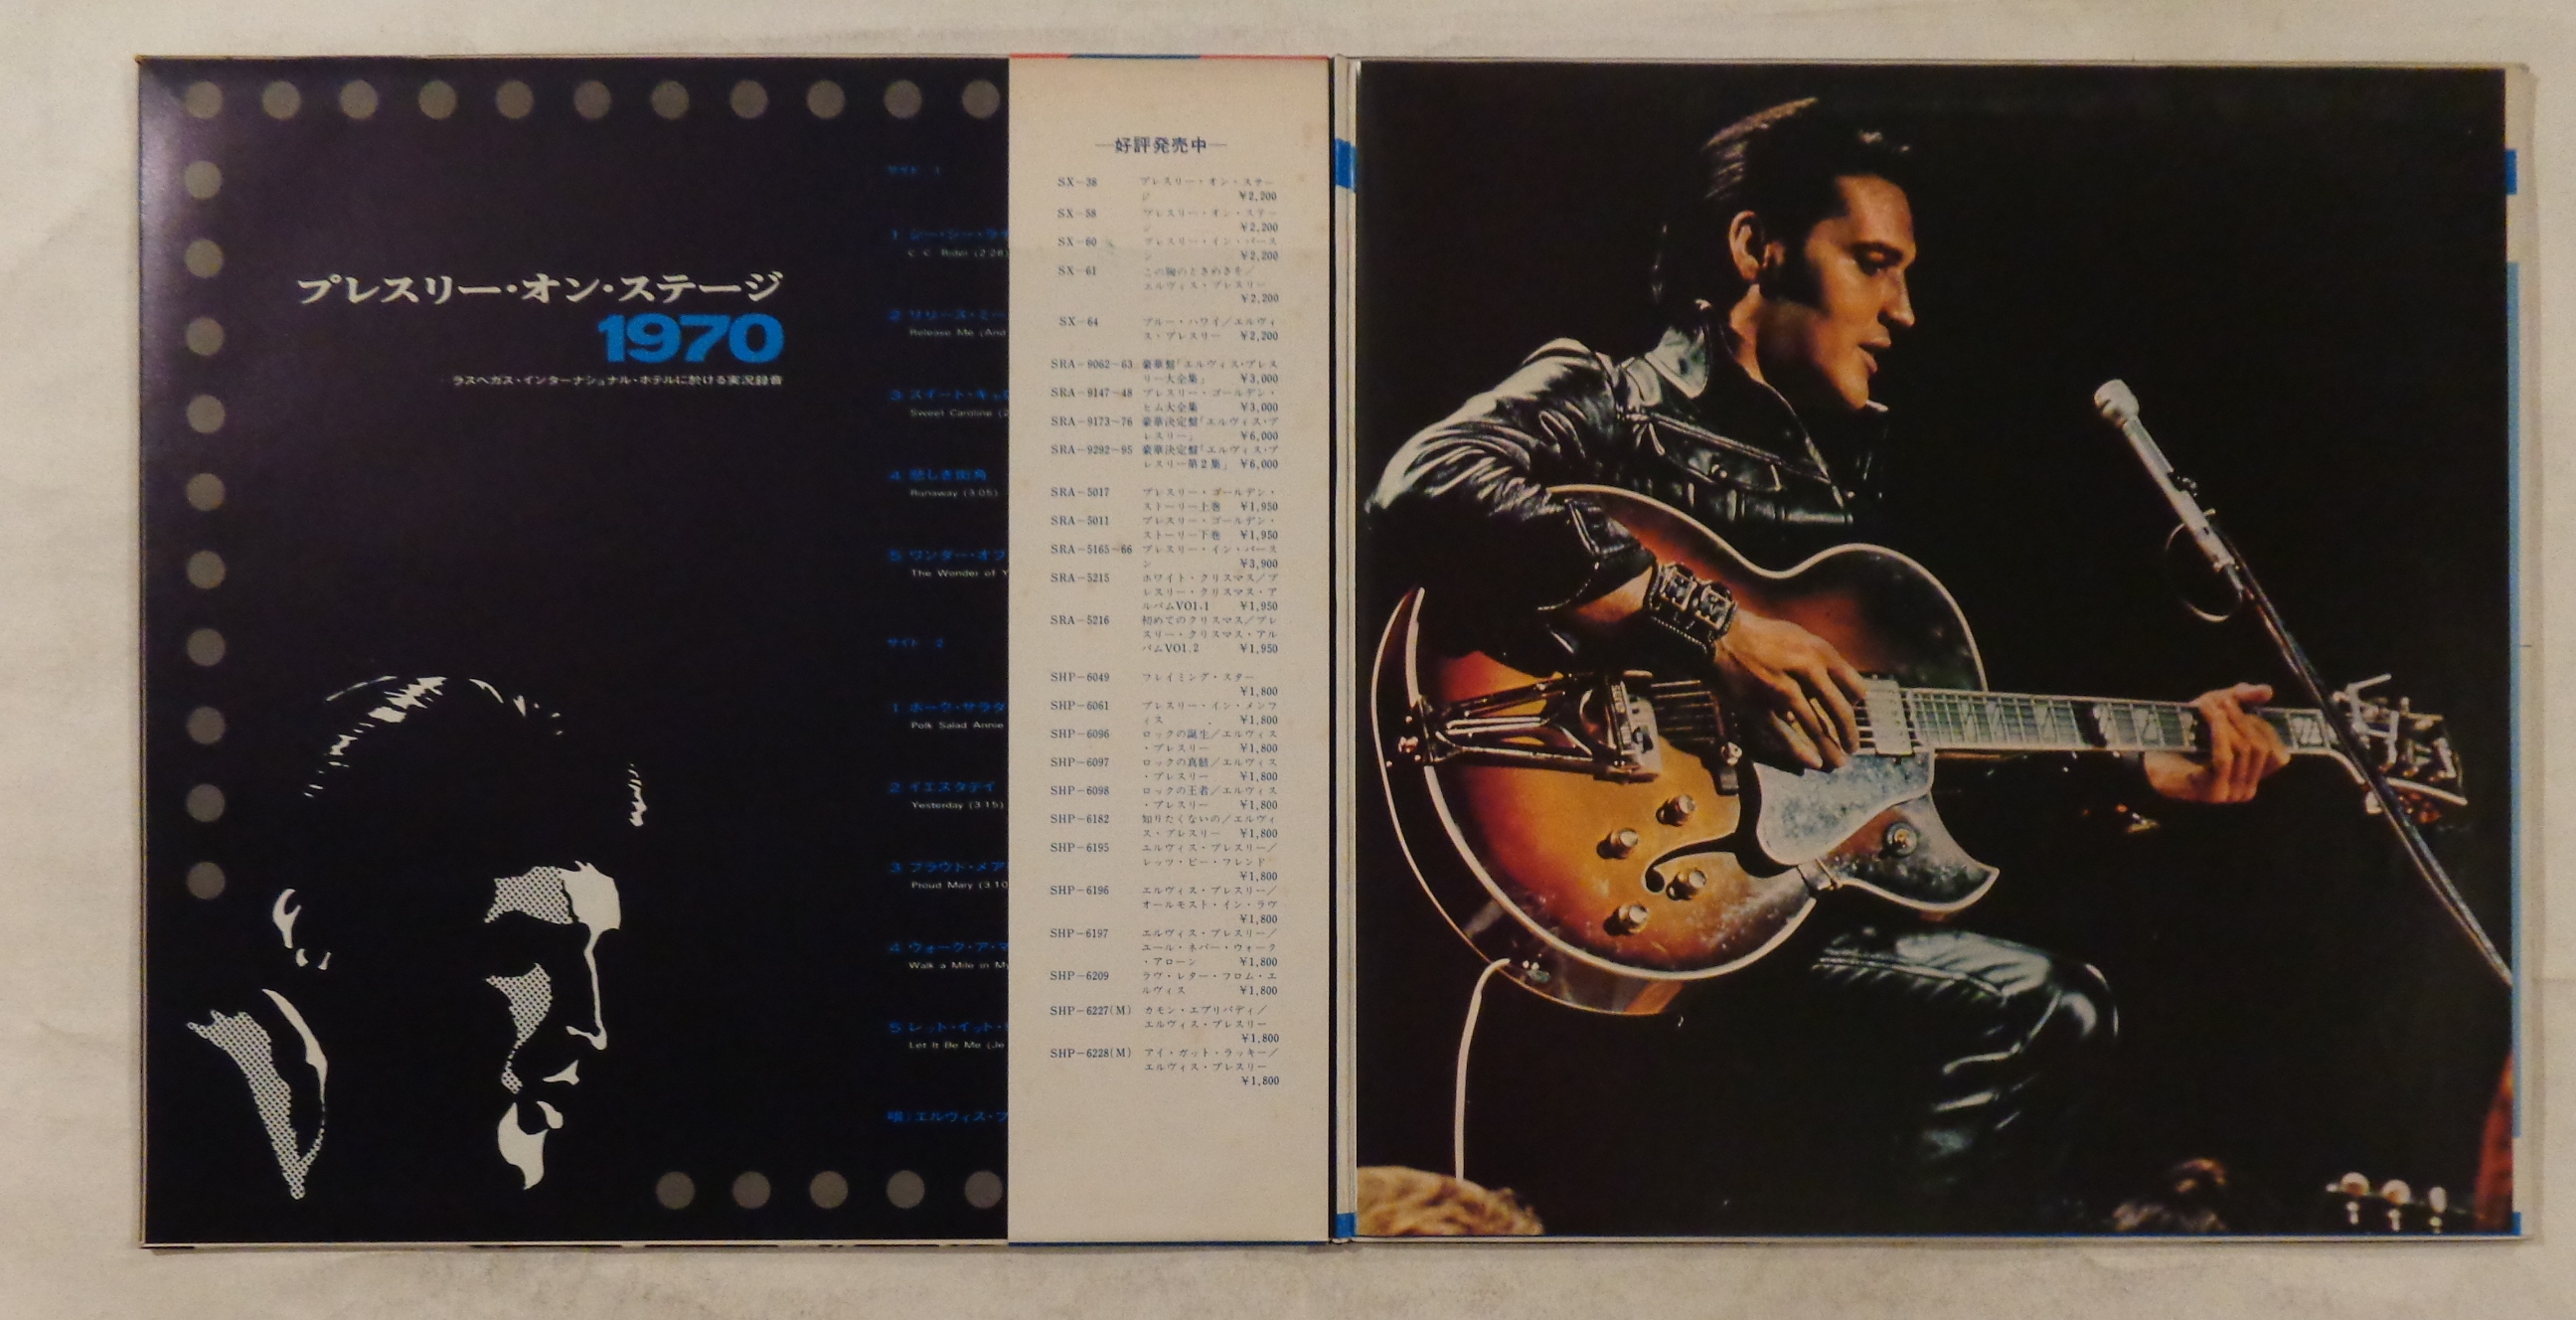 プレスリー・オン・ステージ
1970
ラスベガス・インターナショナル・ホテルに於ける実況録音
サイド 1
1 シー・シー・ラ
C. C. Rider (2:28)
2 リリース・ミー
Release Me (And
3 スイート・キャロ
Sweet Caroline (2
4 悲しき街角
Runaway (3:05)
5 ワンダー・オブ
The Wonder of Y
サイド 2
1 ポーク・サラダ
Polk Salad Annie
2 イエスタデイ
Yesterday (3:15)
3 プラウド・メア
Proud Mary (3:10
4 ウォーク・ア・マ
Walk a Mile in My
5 レット・イット・
Let It Be Me (Je
唄:エルヴィス・プ
―好評発売中―
SX-38 プレスリー・オン・ステー
ジ ¥2,200
SX-58 プレスリー・オン・ステー
ジ ¥2,200
SX-60 プレスリー・イン・パース
ン ¥2,200
SX-61 この胸のときめきを/
エルヴィス・プレスリー
¥2,200
SX-64 ブルー・ハワイ/エルヴィ
ス・プレスリー ¥2,200
SRA-9062~63 豪華盤「エルヴィス・プレス
リー大全集」 ¥3,000
SRA-9147~48 プレスリー・ゴールデン・
ヒム大全集 ¥3,000
SRA-9173~76 豪華決定盤「エルヴィス・プ
レスリー」 ¥6,000
SRA-9292~95 豪華決定盤「エルヴィス・プ
レスリー第2集」 ¥6,000
SRA-5017 プレスリー・ゴールデン・
ストーリー上巻 ¥1,950
SRA-5011 プレスリー・ゴールデン・
ストーリー下巻 ¥1,950
SRA-5165~66 プレスリー・イン・パース
ン ¥3,900
SRA-5215 ホワイト・クリスマス/プ
レスリー・クリスマス・ア
ルバムVOl.1 ¥1,950
SRA-5216 初めてのクリスマス/プレ
スリー・クリスマス・アル
バムVOl.2 ¥1,950
SHP-6049 フレイミング・スター
¥1,800
SHP-6061 プレスリー・イン・メンフ
ィス ¥1,800
SHP-6096 ロックの誕生/エルヴィス
・プレスリー ¥1,800
SHP-6097 ロックの真髄/エルヴィス
・プレスリー ¥1,800
SHP-6098 ロックの王者/エルヴィス
・プレスリー ¥1,800
SHP-6182 知りたくないの/エルヴィ
ス・プレスリー ¥1,800
SHP-6195 エルヴィス・プレスリー/
レッツ・ビー・フレンド
¥1,800
SHP-6196 エルヴィス・プレスリー/
オールモスト・イン・ラヴ
¥1,800
SHP-6197 エルヴィス・プレスリー/
ユール・ネバー・ウォーク
・アローン ¥1,800
SHP-6209 ラヴ・レター・フロム・エ
ルヴィス ¥1,800
SHP-6227(M) カモン・エブリバディ/
エルヴィス・プレスリー
¥1,800
SHP-6228(M) アイ・ガット・ラッキー/
エルヴィス・プレスリー
¥1,800